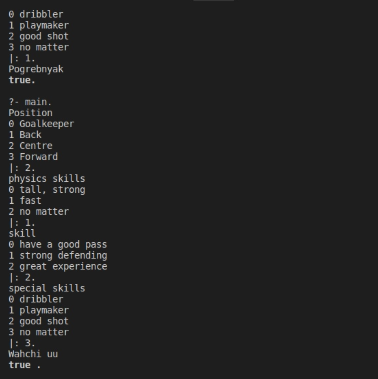 0 dribbler
1 playmaker
2 good shot
3 no matter
|: 1.
Pogrebnyak
true.
?- main.
Position
0 Goalkeeper
1 Back
2 Centre
3 Forward
|: 2.
physics skills
0 tall, strong
1 fast
2 no matter
|: 1.
skill
0 have a good pass
1 strong defending
2 great experience
|: 2.
special skills
0 dribbler
1 playmaker
2 good shot
3 no matter
|: 3.
Wahchi uu
true .